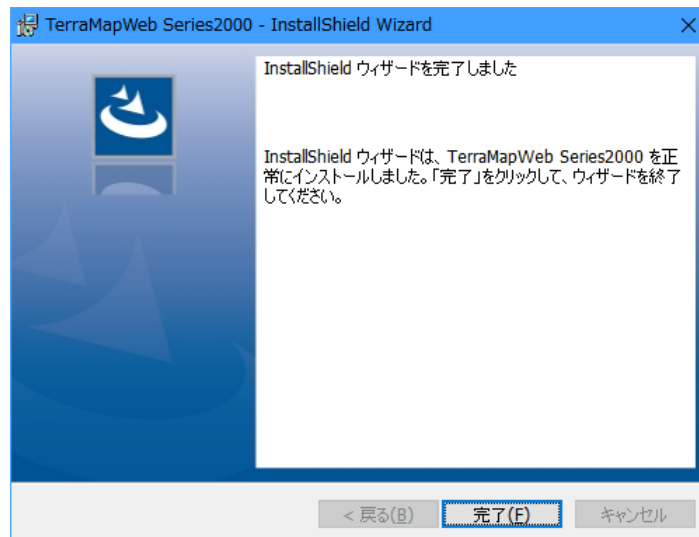 TerraMapWeb Series2000 - InstallShield Wizard
InstallShield ウィザードを完了しました
InstallShield ウィザードは、TerraMapWeb Series2000 を正
常にインストールしました。「完了」をクリックして、ウィザードを終了
してください。
< 戻る(B)
完了(F)
キャンセル